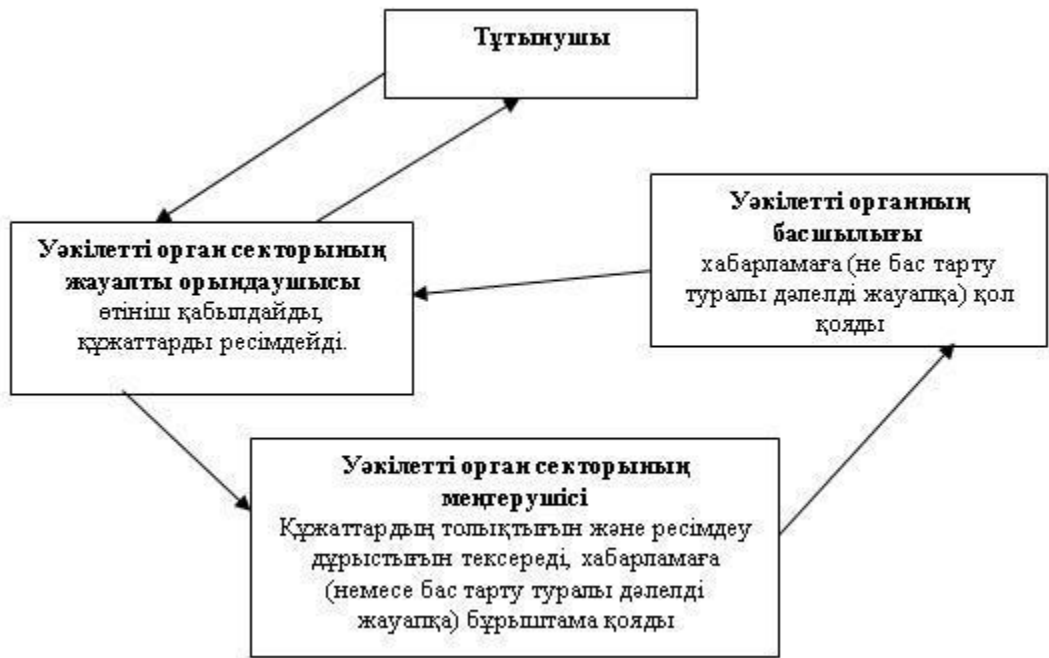 Тұтынушы
Уәкілетті органның
басшылығы
хабарламаға (не бас тарту
туралы дәлелді жауапқа) қол
қояды
Уәкілетті орган секторының
жауапты орындаушысы
өтініш қабылдайды,
құжаттарды ресімдейді.
Уәкілетті орган секторының
меңгерушісі
Құжаттардың толықтығын және ресімдеу
дұрыстығын тексереді, хабарламаға
(немесе бас тарту туралы дәлелді
жауапқа) бұрыштама қояды